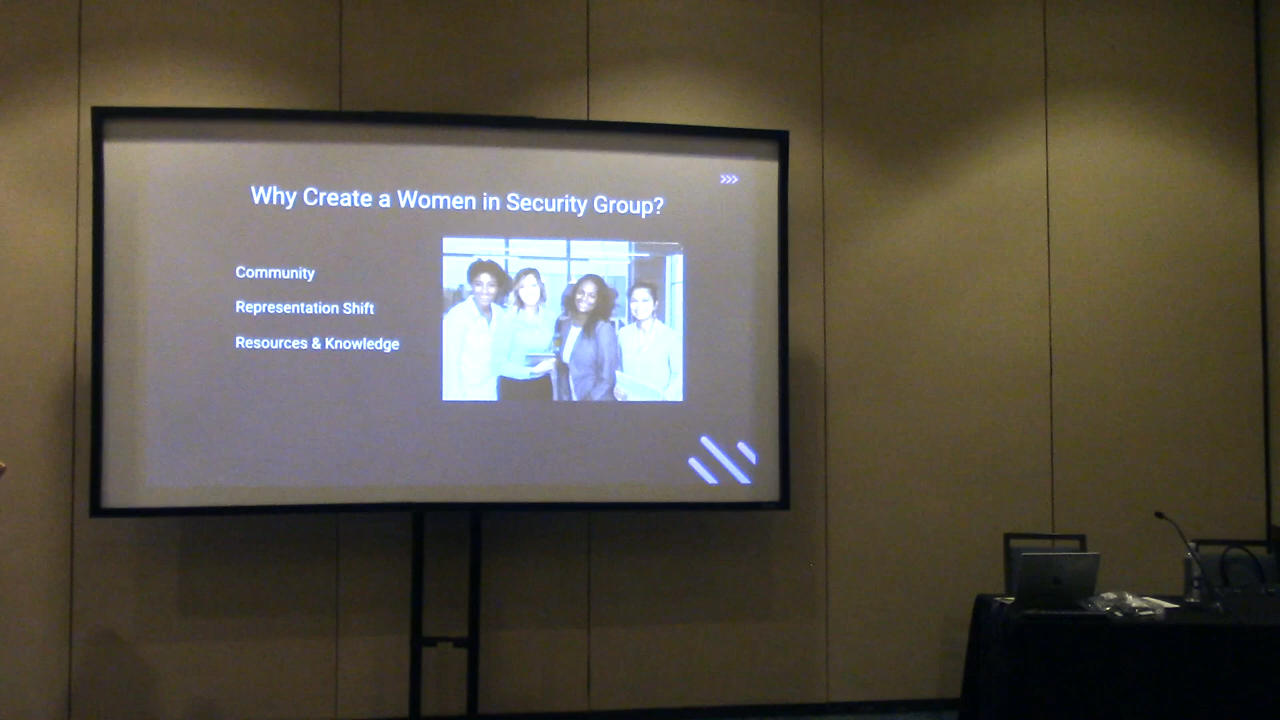 Why Create a Women in Security Group?
Community
Representation Shift
Resources & Knowledge